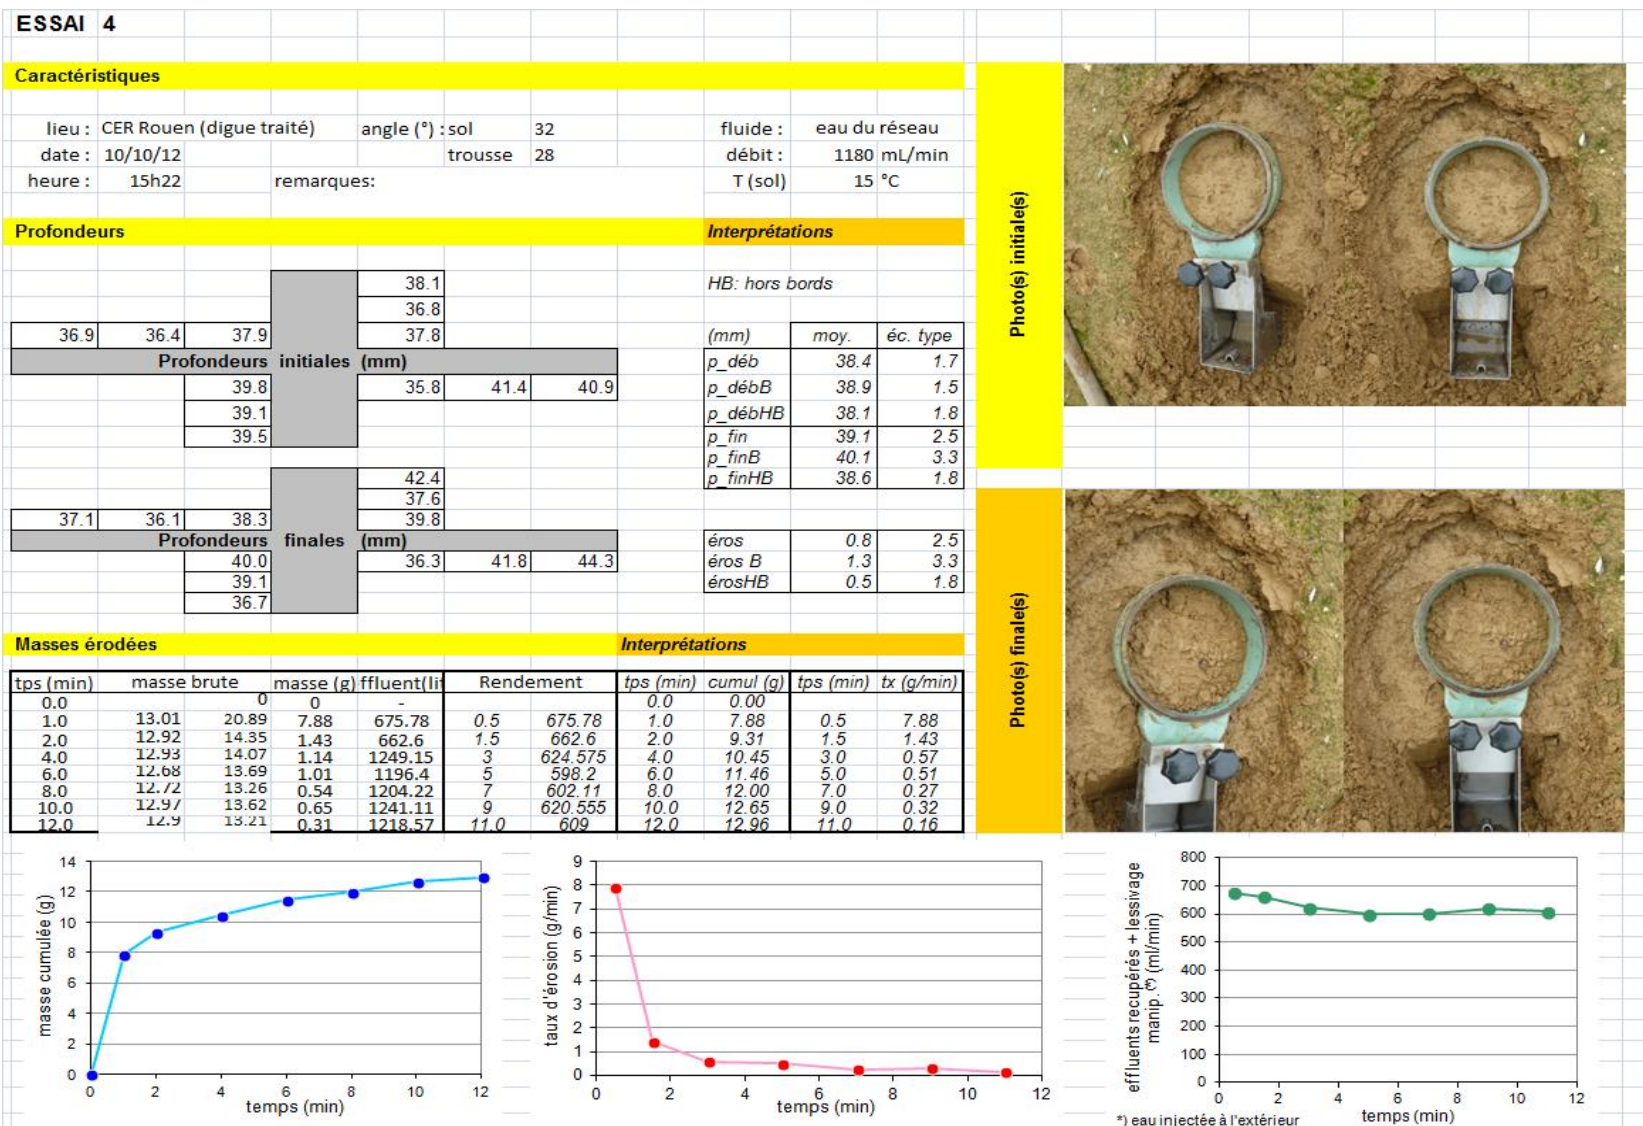 ESSAI 4
Caractéristiques
lieu : CER Rouen (digue traité) angle (°) : sol 32 fluide : eau du réseau
date : 10/10/12 trousse 28 débit : 1180 mL/min
heure : 15h22 remarques: T (sol) 15 °C
Profondeurs Interprétations
38.1 HB: hors bords
36.8
36.9 36.4 37.9 37.8 (mm) moy. éc. type
Profondeurs initiales (mm) p_déb 38.4 1.7
39.8 35.8 41.4 40.9 p_débB 38.9 1.5
39.1 p_débHB 38.1 1.8
39.5 p_fin 39.1 2.5
p_finB 40.1 3.3
42.4 p_finHB 38.6 1.8
37.6
37.1 36.1 38.3 39.8
Profondeurs finales (mm) éros 0.8 2.5
40.0 36.3 41.8 44.3 éros B 1.3 3.3
39.1 érosHB 0.5 1.8
36.7
Photo(s) initiale(s)
Photo(s) finale(s)
Masses érodées Interprétations
tps (min) masse brute masse (g) ffluent(lit Rendement tps (min) cumul (g) tps (min) tx (g/min)
0.0 0 0 - 0.0 0.00
1.0 13.01 20.89 7.88 675.78 0.5 675.78 1.0 7.88 0.5 7.88
2.0 12.92 14.35 1.43 662.6 1.5 662.6 2.0 9.31 1.5 1.43
4.0 12.93 14.07 1.14 1249.15 3 624.575 4.0 10.45 3.0 0.57
6.0 12.68 13.69 1.01 1196.4 5 598.2 6.0 11.46 5.0 0.51
8.0 12.72 13.26 0.54 1204.22 7 602.11 8.0 12.00 7.0 0.27
10.0 12.97 13.62 0.65 1241.11 9 620.555 10.0 12.65 9.0 0.32
12.0 12.9 13.21 0.31 1218.57 11.0 609 12.0 12.96 11.0 0.16
masse cumulée (g)
14
12
10
8
6
4
2
0
0 2 4 6 8 10 12
temps (min)
taux d'érosion (g/min)
9
8
7
6
5
4
3
2
1
0
0 2 4 6 8 10 12
temps (min)
effluents recupérés + lessivage
manip.(*) (ml/min)
800
700
600
500
400
300
200
100
0
0 2 4 6 8 10 12
temps (min)
*) eau injectée à l'extérieur